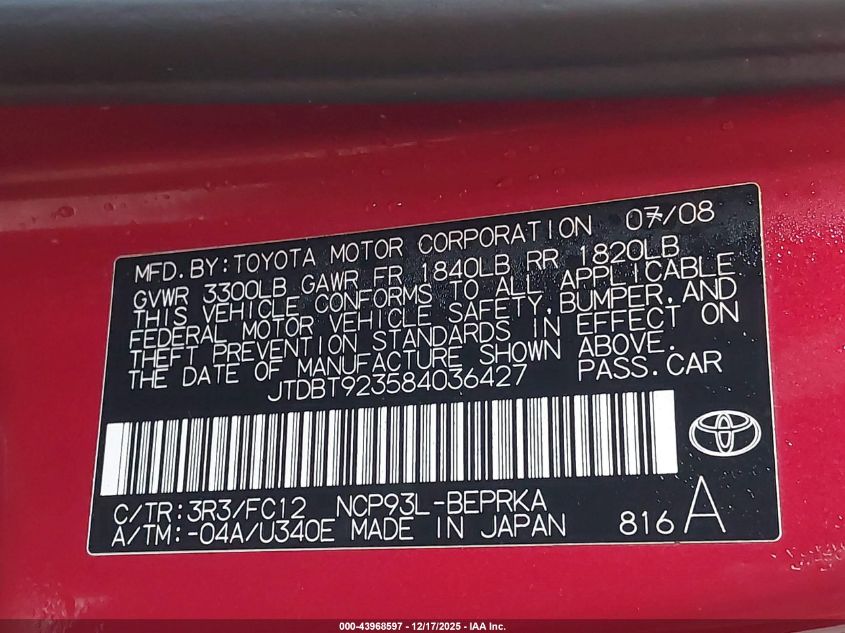 MFD. BY: TOYOTA MOTOR CORPORATION 07/08
GVWR 3300LB GAWR FR 1840LB RR 1820LB
THIS VEHICLE CONFORMS TO ALL APPLICABLE
FEDERAL MOTOR VEHICLE SAFETY, BUMPER, AND
THEFT PREVENTION STANDARDS IN EFFECT ON
THE DATE OF MANUFACTURE SHOWN ABOVE.
JTDBT923584036427 PASS. CAR
C/TR: 3R3/FC12 NCP93L-BEPRKA
A/TM: -04A/U340E MADE IN JAPAN 816 A
000-43968597 - 12/17/2025 - IAA Inc.